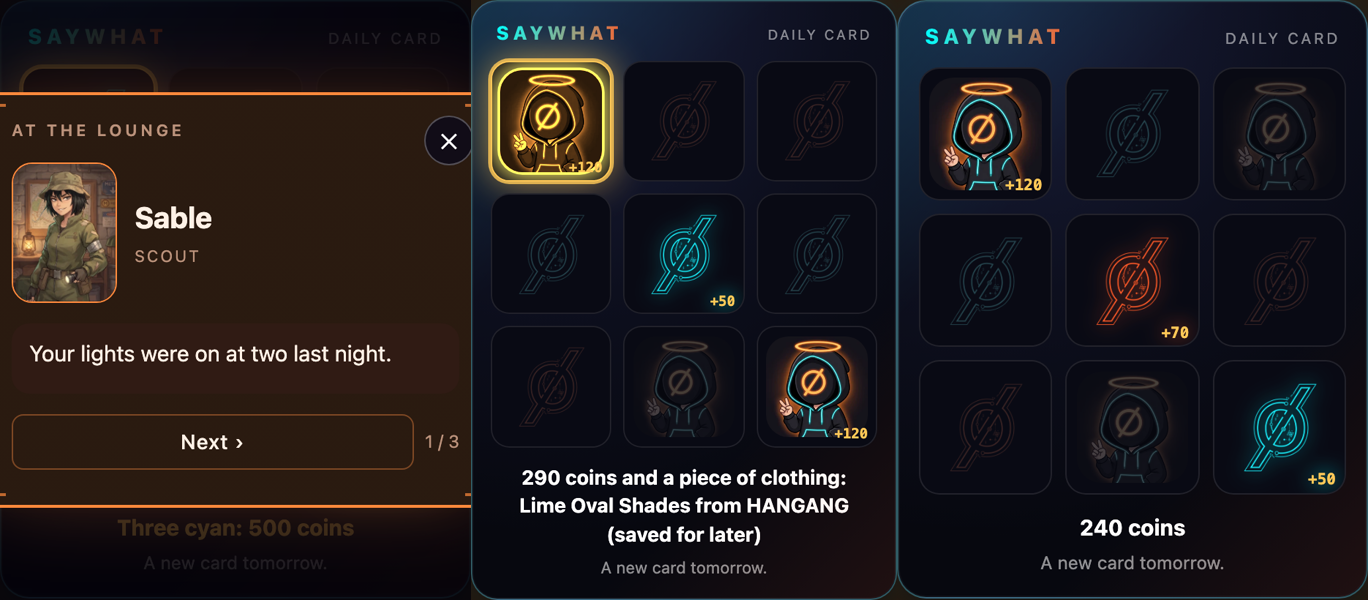 SAYWHAT
DAILY CARD
AT THE LOUNGE
Sable
SCOUT
Your lights were on at two last night.
Next ›
1 / 3
Three cyan: 500 coins
A new card tomorrow.
SAYWHAT
DAILY CARD
+120
+50
+120
290 coins and a piece of clothing:
Lime Oval Shades from HANGANG
(saved for later)
A new card tomorrow.
SAYWHAT
DAILY CARD
+120
+70
+50
240 coins
A new card tomorrow.